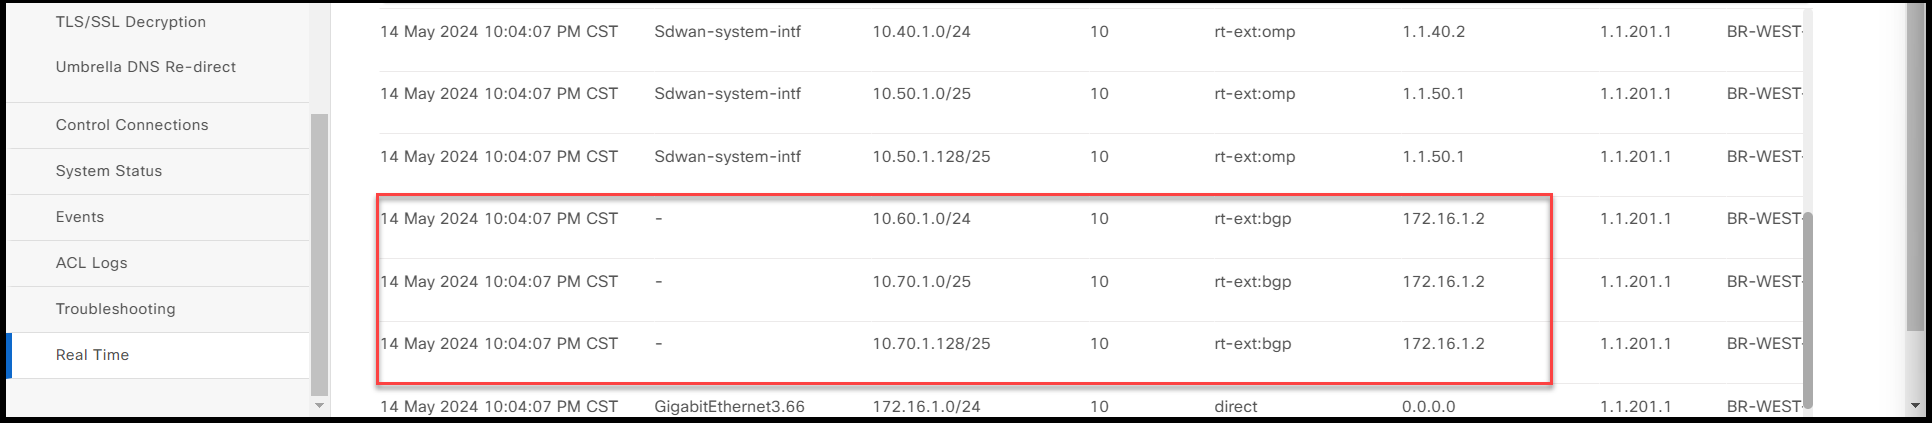 TLS/SSL Decryption
Umbrella DNS Re-direct
Control Connections
System Status
Events
ACL Logs
Troubleshooting
Real Time
14 May 2024 10:04:07 PM CST Sdwan-system-intf 10.40.1.0/24 10 rt-ext:omp 1.1.40.2 1.1.201.1 BR-WEST-
14 May 2024 10:04:07 PM CST Sdwan-system-intf 10.50.1.0/25 10 rt-ext:omp 1.1.50.1 1.1.201.1 BR-WEST-
14 May 2024 10:04:07 PM CST Sdwan-system-intf 10.50.1.128/25 10 rt-ext:omp 1.1.50.1 1.1.201.1 BR-WEST-
14 May 2024 10:04:07 PM CST - 10.60.1.0/24 10 rt-ext:bgp 172.16.1.2 1.1.201.1 BR-WEST-
14 May 2024 10:04:07 PM CST - 10.70.1.0/25 10 rt-ext:bgp 172.16.1.2 1.1.201.1 BR-WEST-
14 May 2024 10:04:07 PM CST - 10.70.1.128/25 10 rt-ext:bgp 172.16.1.2 1.1.201.1 BR-WEST-
14 May 2024 10:04:07 PM CST GigabitEthernet3.66 172.16.1.0/24 10 direct 0.0.0.0 1.1.201.1 BR-WEST-